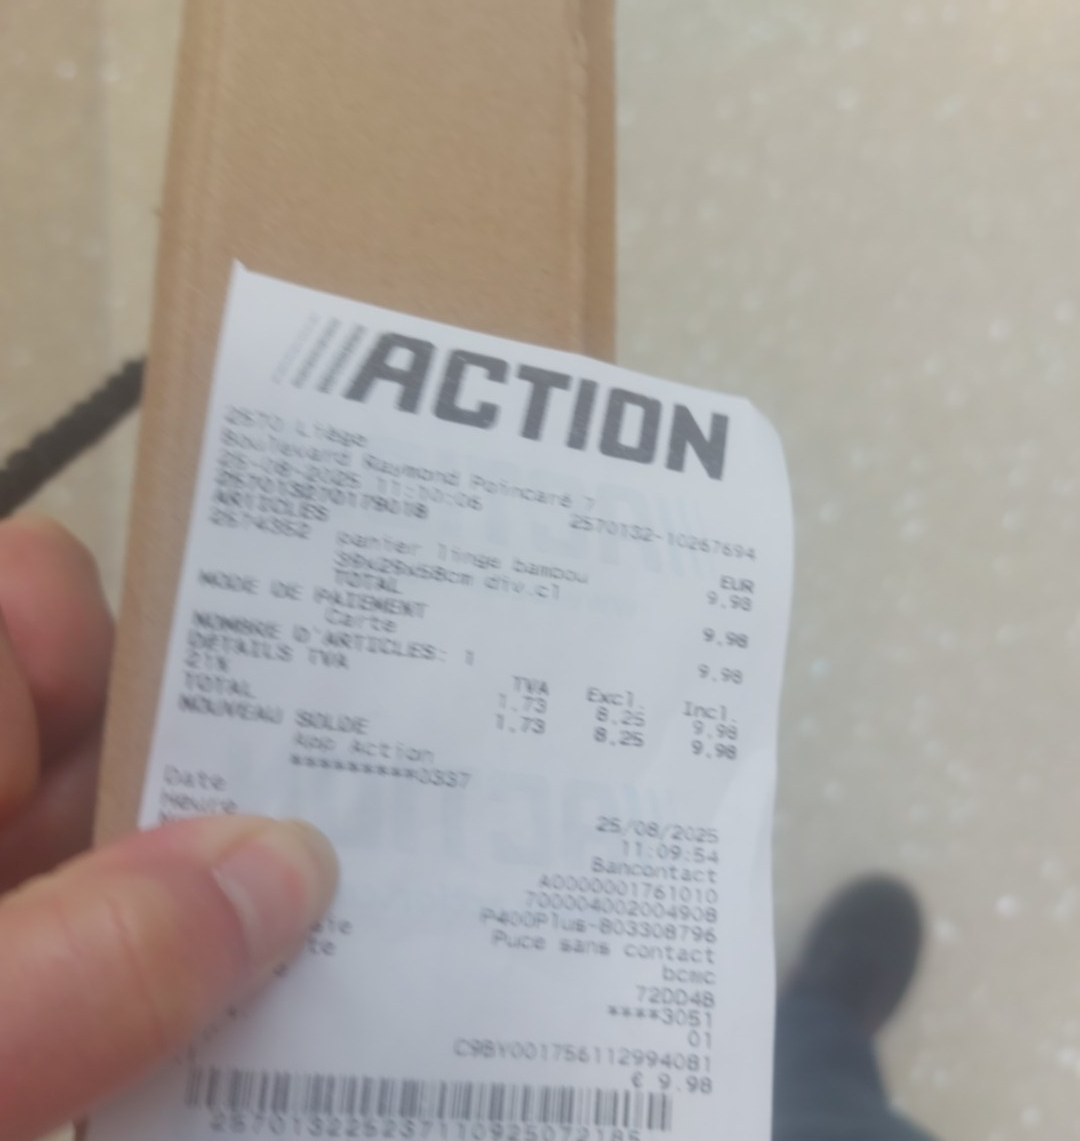 ACTION
2570 Liège
Boulevard Raymond Poincaré 7
25-08-2025 11:10:06 2570132-10267694
ARTICLES EUR
2574352 panier linge bambou 9.98
39x29x58cm div.cl
TOTAL 9.98
MODE DE PAIEMENT
Carte 9.98
NOMBRE D'ARTICLES: 1
DETAILS TVA TVA Excl. Incl.
21% 1.73 8.25 9.98
TOTAL 1.73 8.25 9.98
NOUVEAU SOLDE
App Action
*********0337
Date 25/08/2025
Heure 11:09:54
Bancontact
A0000001761010
700004002004908
P400Plus-803308796
Puce sans contact
bcmc
72DD4B
****3051
01
C9BY001756112994081
€ 9.98